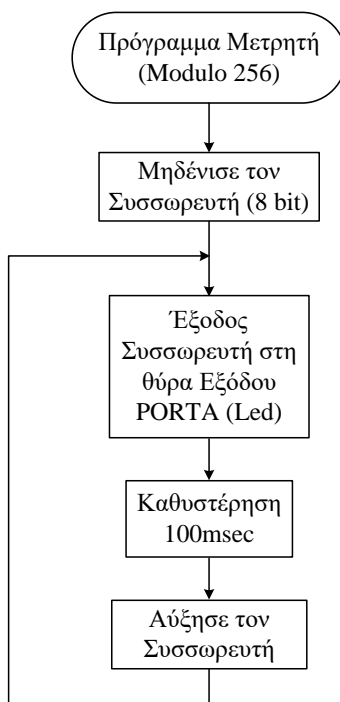 Πρόγραμμα Μετρητή
(Modulo 256)
Μηδένισε τον
Συσσωρευτή (8 bit)
Έξοδος
Συσσωρευτή στη
θύρα Εξόδου
PORTA (Led)
Καθυστέρηση
100msec
Αύξησε τον
Συσσωρευτή